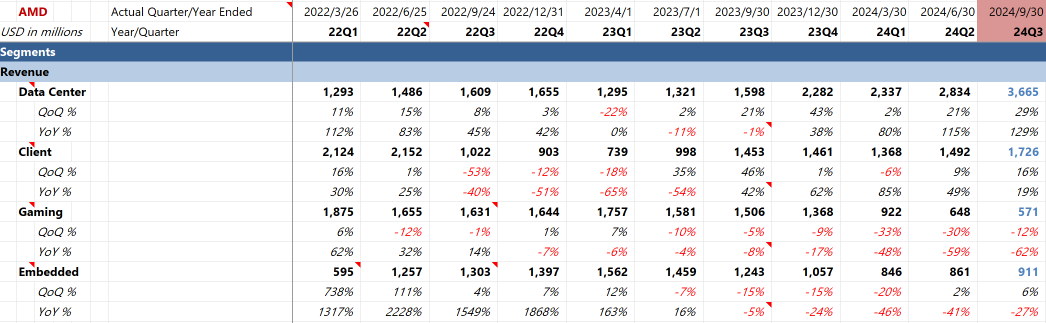 AMD Actual Quarter/Year Ended 2022/3/26 2022/6/25 2022/9/24 2022/12/31 2023/4/1 2023/7/1 2023/9/30 2023/12/30 2024/3/30 2024/6/30 2024/9/30
USD in millions Year/Quarter 22Q1 22Q2 22Q3 22Q4 23Q1 23Q2 23Q3 23Q4 24Q1 24Q2 24Q3
Segments
Revenue
Data Center 1,293 1,486 1,609 1,655 1,295 1,321 1,598 2,282 2,337 2,834 3,665
QoQ % 11% 15% 8% 3% -22% 2% 21% 43% 2% 21% 29%
YoY % 112% 83% 45% 42% 0% -11% -1% 38% 80% 115% 129%
Client 2,124 2,152 1,022 903 739 998 1,453 1,461 1,368 1,492 1,726
QoQ % 16% 1% -53% -12% -18% 35% 46% 1% -6% 9% 16%
YoY % 30% 25% -40% -51% -65% -54% 42% 62% 85% 49% 19%
Gaming 1,875 1,655 1,631 1,644 1,757 1,581 1,506 1,368 922 648 571
QoQ % 6% -12% -1% 1% 7% -10% -5% -9% -33% -30% -12%
YoY % 62% 32% 14% -7% -6% -4% -8% -17% -48% -59% -62%
Embedded 595 1,257 1,303 1,397 1,562 1,459 1,243 1,057 846 861 911
QoQ % 738% 111% 4% 7% 12% -7% -15% -15% -20% 2% 6%
YoY % 1317% 2228% 1549% 1868% 163% 16% -5% -24% -46% -41% -27%